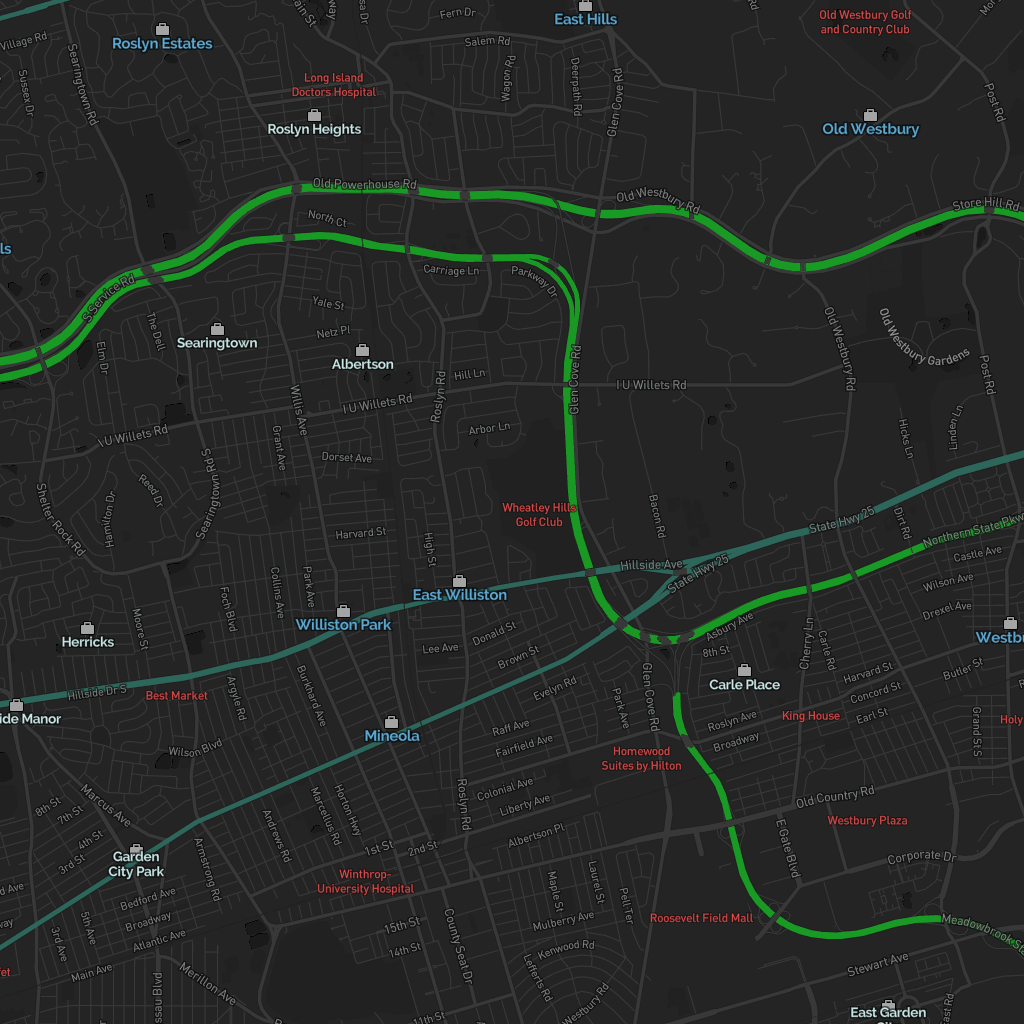 Fern Dr
East Hills
Old Westbury Golf
and Country Club
Roslyn Estates
Village Rd
Salem Rd
Searingtown Rd
Sussex Dr
Wagon Rd
Deerpath Rd
Glen Cove Rd
Long Island
Doctors Hospital
Post Rd
Roslyn Heights
Old Westbury
Old Powerhouse Rd
Old Westbury Rd
Store Hill Rd
North Ct
Carriage Ln
Parkway Dr
S Service Rd
Yale St
The Dell
Netz Pl
Searingtown
Albertson
Elm Dr
Old Westbury Rd
Old Westbury Gardens
Glen Cove Rd
Hill Ln
I U Willets Rd
Post Rd
Roslyn Rd
Willis Ave
I U Willets Rd
I U Willets Rd
Arbor Ln
Hicks Ln
Linden Ln
Grant Ave
Dorset Ave
Searingtown Rd S
Reed Dr
Hamilton Dr
Shelter Rock Rd
Wheatley Hills
Golf Club
Bacon Rd
State Hwy 25
Dirt Rd
Northern State Pkwy
Harvard St
High St
Castle Ave
Hillside Ave
State Hwy 25
Wilson Ave
Collins Ave
Park Ave
Foch Blvd
East Williston
Williston Park
Drexel Ave
Moore St
Herricks
Donald St
Asbury Ave
Cherry Ln
Carle Rd
Lee Ave
Brown St
8th St
Carle Place
Harvard St
Butler St
Concord St
Hillside Dr S
Best Market
Argyle Rd
Burkhard Ave
Evelyn Rd
Park Ave
Glen Cove Rd
King House
Earl St
Grand St S
Holy
Roslyn Ave
Broadway
Mineola
Raff Ave
Fairfield Ave
Homewood
Suites by Hilton
Wilson Blvd
Marcus Ave
8th St
7th St
4th St
3rd St
Colonial Ave
Liberty Ave
Roslyn Rd
Horton Hwy
Marcellus Rd
Andrews Rd
Old Country Rd
Westbury Plaza
E Gate Blvd
Albertson Pl
1st St
2nd St
Garden
City Park
Armstrong Rd
Corporate Dr
Winthrop-
University Hospital
Maple St
Laurel St
Pell Ter
Bedford Ave
Broadway
Atlantic Ave
5th Ave
3rd Ave
Main Ave
15th St
14th St
County Seat Dr
Mulberry Ave
Roosevelt Field Mall
Kenwood Rd
Lefferts Rd
Westbury Rd
Merillon Ave
11th St
Stewart Ave
East Garden